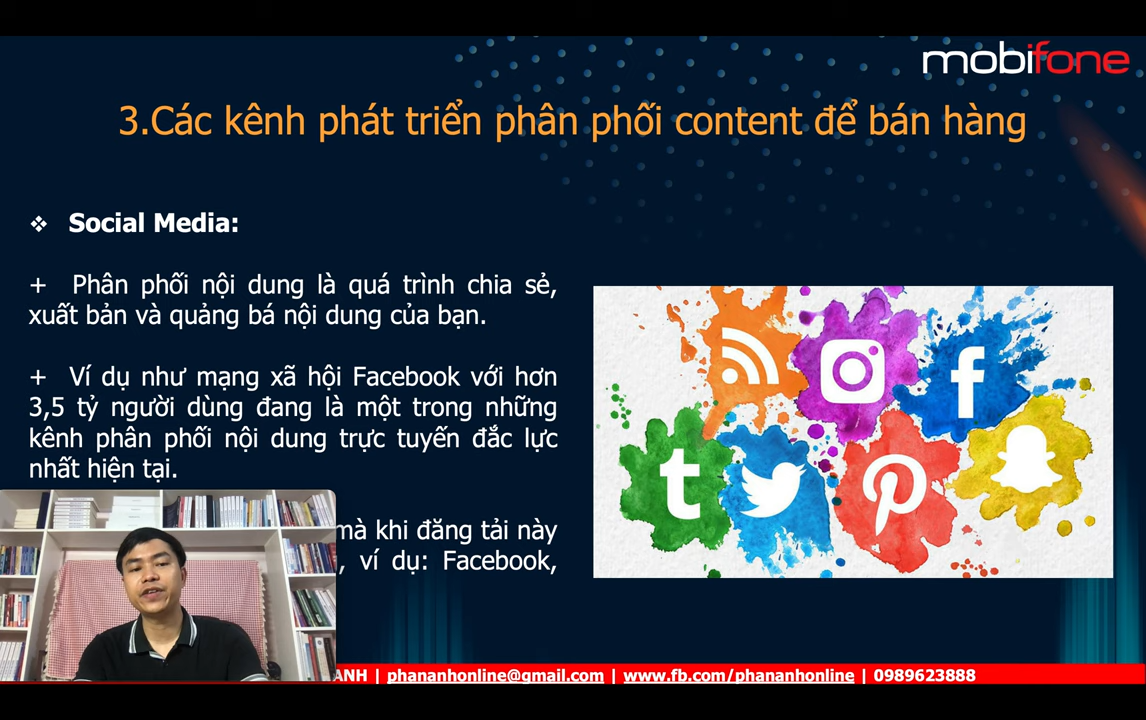 mobifone
3.Các kênh phát triển phân phối content để bán hàng
❖ Social Media:
+ Phân phối nội dung là quá trình chia sẻ,
xuất bản và quảng bá nội dung của bạn.
+ Ví dụ như mạng xã hội Facebook với hơn
3,5 tỷ người dùng đang là một trong những
kênh phân phối nội dung trực tuyến đắc lực
nhất hiện tại.
mà khi đăng tải này
, ví dụ: Facebook,
ANH | phananhonline@gmail.com | www.fb.com/phananhonline | 0989623888